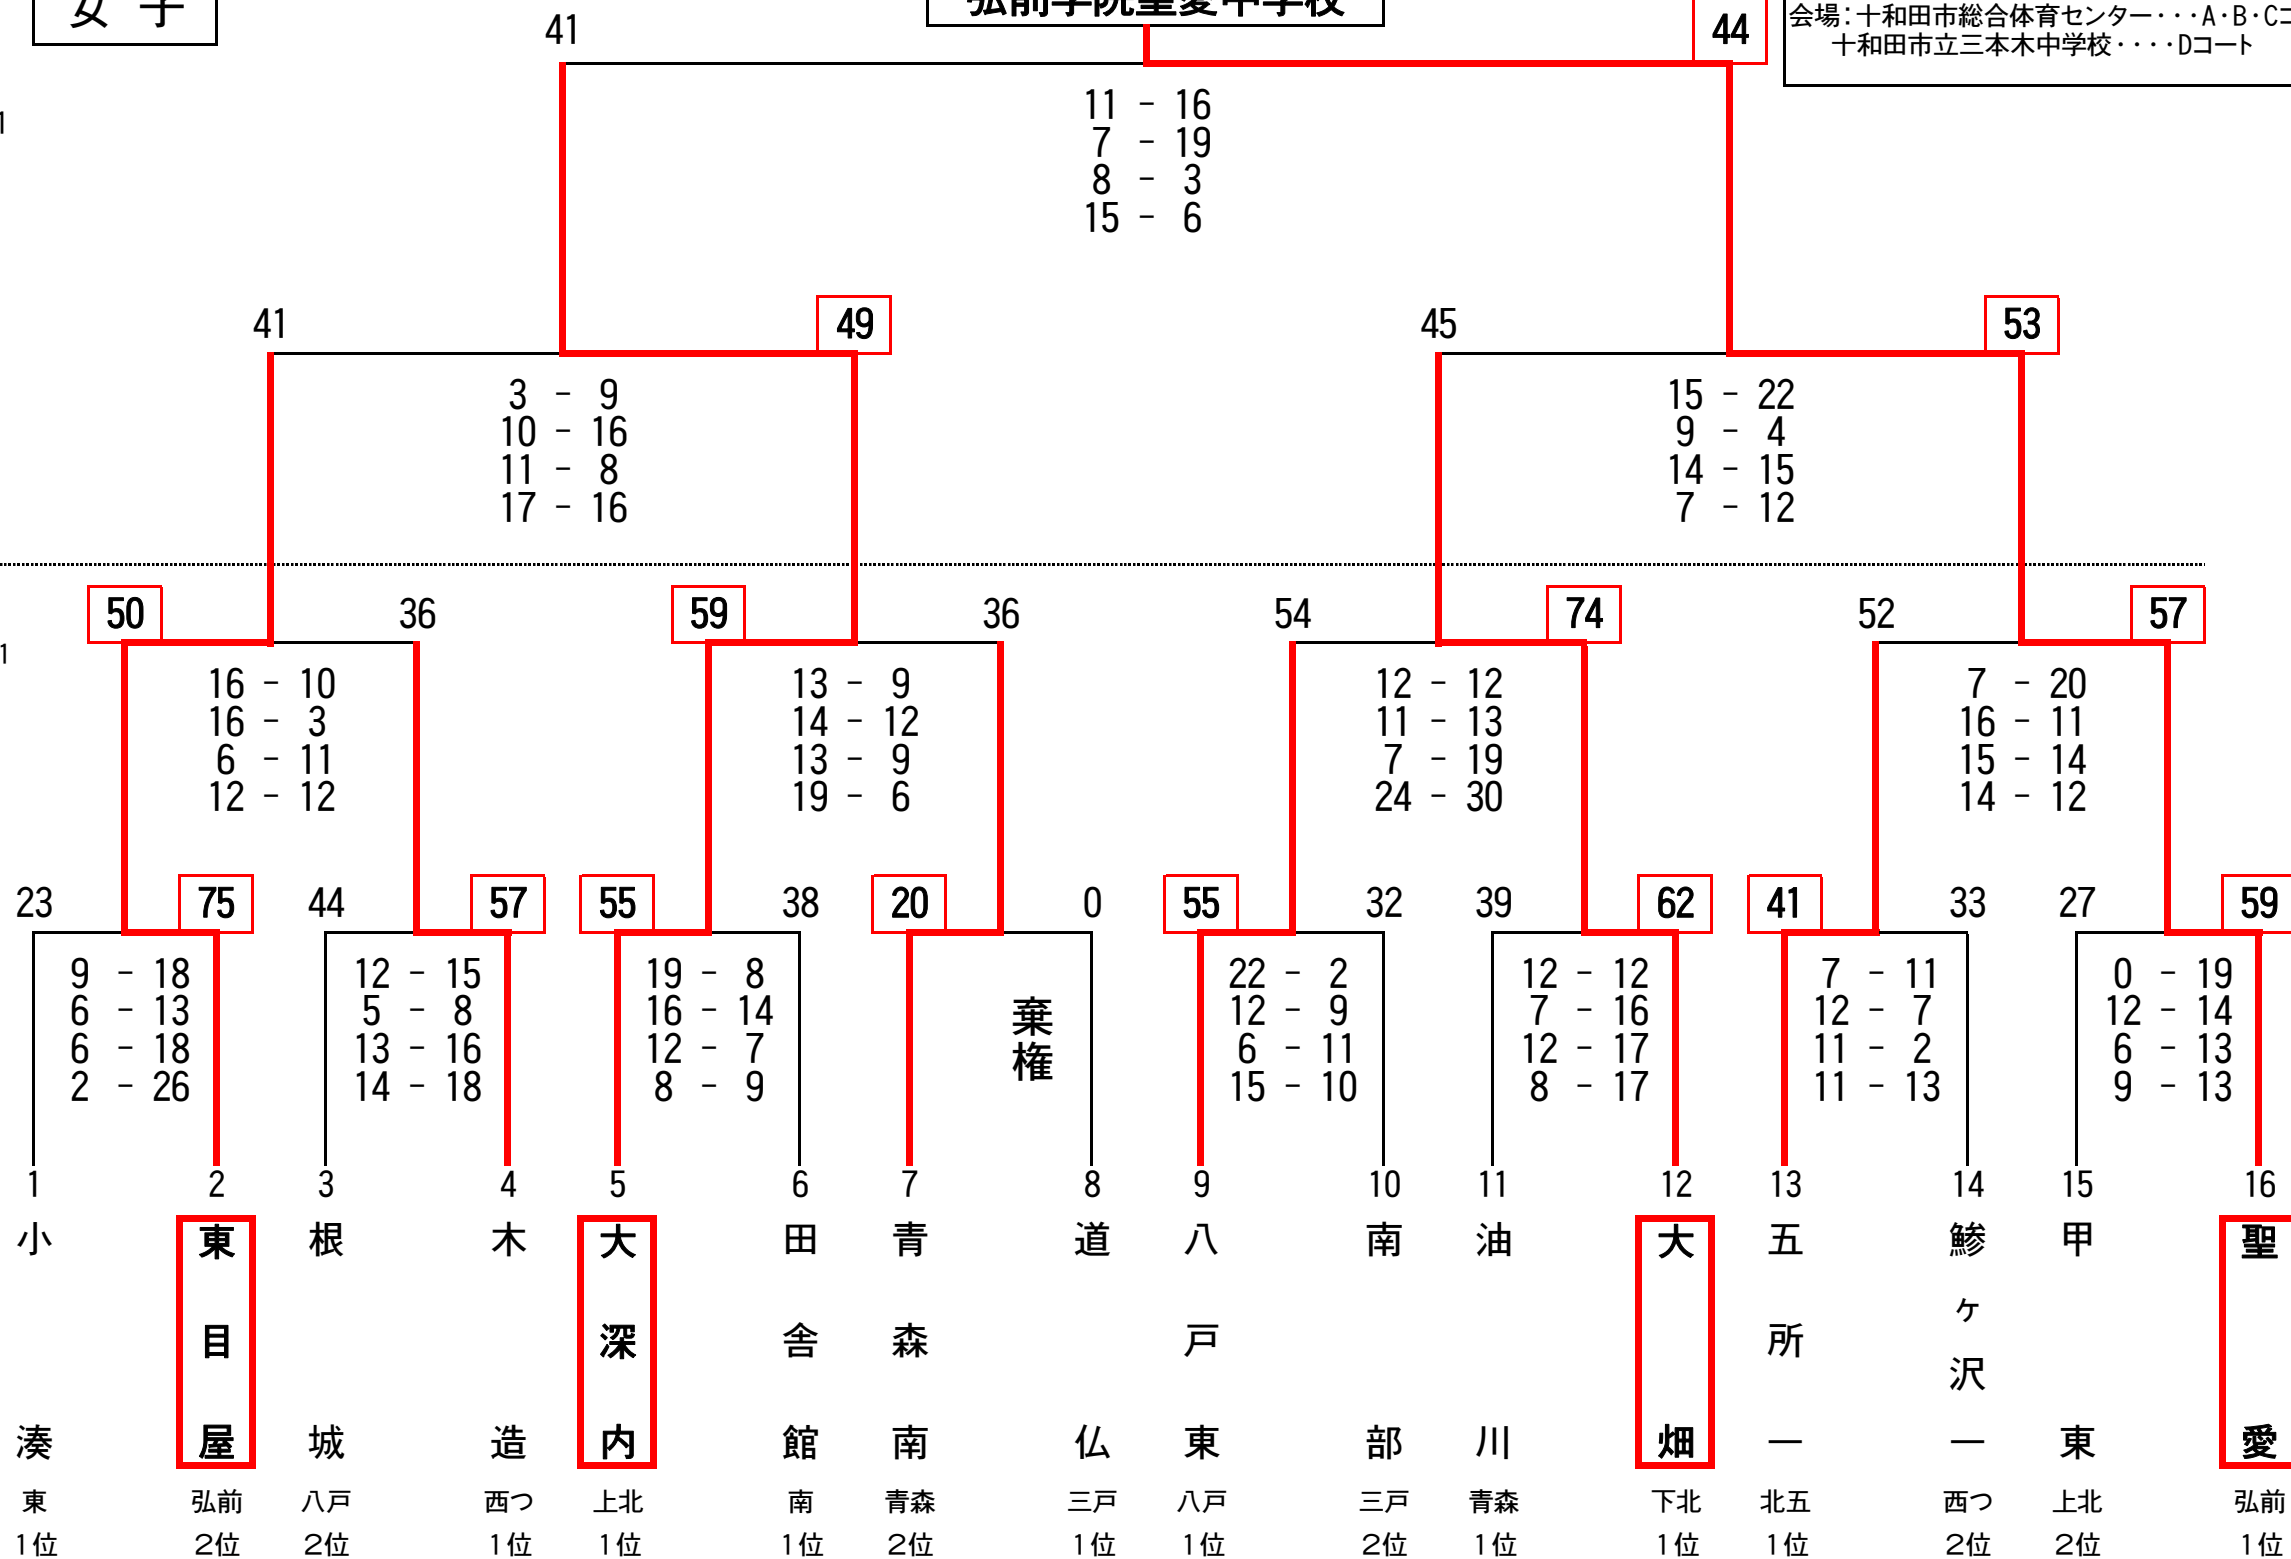 女 子
弘前学院聖愛中学校
会場：十和田市総合体育センター・・・A・B・Cコ
十和田市立三本木中学校・・・・Dコート
41
44
11 - 16
7 - 19
8 - 3
15 - 6
1
41
49
45
53
3 - 9
10 - 16
11 - 8
17 - 16
15 - 22
9 - 4
14 - 15
7 - 12
50
36
59
36
54
74
52
57
1
16 - 10
16 - 3
6 - 11
12 - 12
13 - 9
14 - 12
13 - 9
19 - 6
12 - 12
11 - 13
7 - 19
24 - 30
7 - 20
16 - 11
15 - 14
14 - 12
23
75
44
57
55
38
20
0
55
32
39
62
41
33
27
59
9 - 18
6 - 13
6 - 18
2 - 26
12 - 15
5 - 8
13 - 16
14 - 18
19 - 8
16 - 14
12 - 7
8 - 9
棄権
22 - 2
12 - 9
6 - 11
15 - 10
12 - 12
7 - 16
12 - 17
8 - 17
7 - 11
12 - 7
11 - 2
11 - 13
0 - 19
12 - 14
6 - 13
9 - 13
1
小湊
東
1位
2
東目屋
弘前
2位
3
根城
八戸
2位
4
木造
西つ
1位
5
大深内
上北
1位
6
田舎館
南
1位
7
青森南
青森
2位
8
道仏
三戸
1位
9
八戸東
八戸
1位
10
南部
三戸
2位
11
油川
青森
1位
12
大畑
下北
1位
13
五所一
北五
1位
14
鯵ヶ沢一
西つ
2位
15
甲東
上北
2位
16
聖愛
弘前
1位